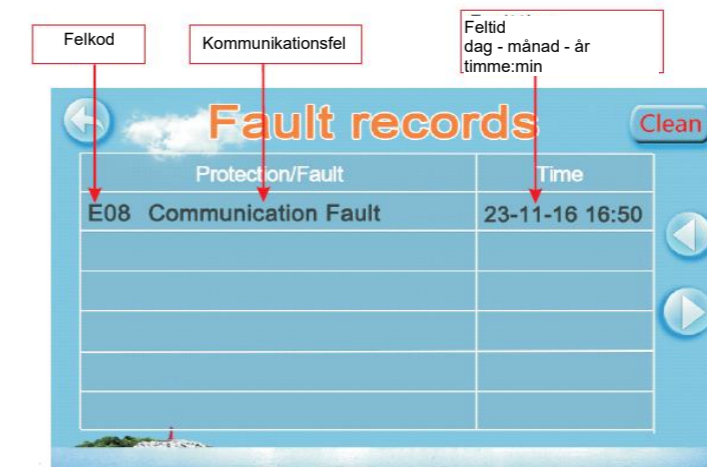 Felkod
Kommunikationsfel
Feltid
dag - månad - år
timme:min
Fault records
Clean
Protection/Fault
Time
E08 Communication Fault
23-11-16 16:50